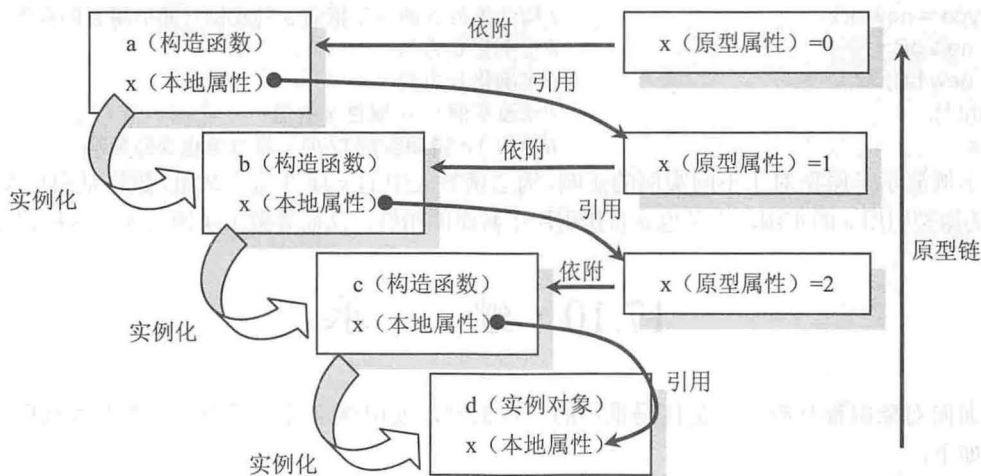 a（构造函数）
x（本地属性）
依附
x（原型属性）=0
引用
实例化
b（构造函数）
x（本地属性）
依附
x（原型属性）=1
引用
实例化
c（构造函数）
x（本地属性）
依附
x（原型属性）=2
引用
实例化
d（实例对象）
x（本地属性）
原型链